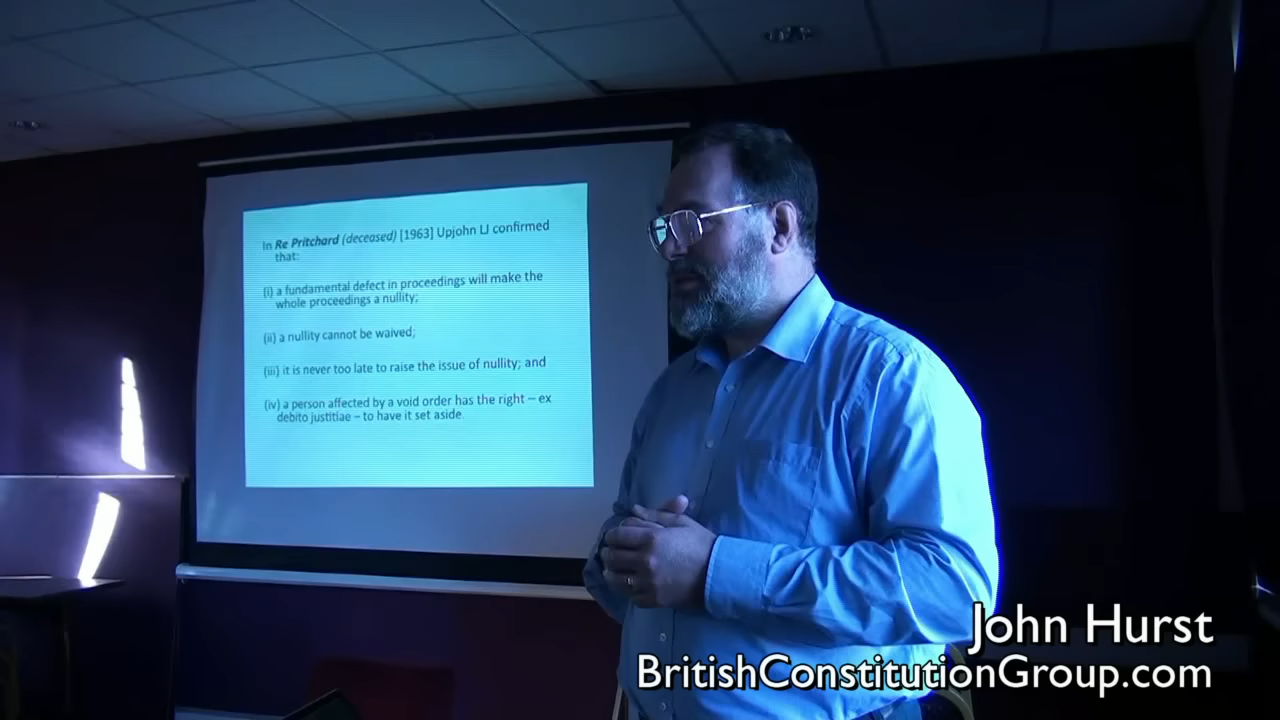 In Re Pritchard (deceased) [1963] Upjohn LJ confirmed
that:
(i) a fundamental defect in proceedings will make the
whole proceedings a nullity;
(ii) a nullity cannot be waived;
(iii) it is never too late to raise the issue of nullity; and
(iv) a person affected by a void order has the right – ex
debito justitiae – to have it set aside.
John Hurst
BritishConstitutionGroup.com